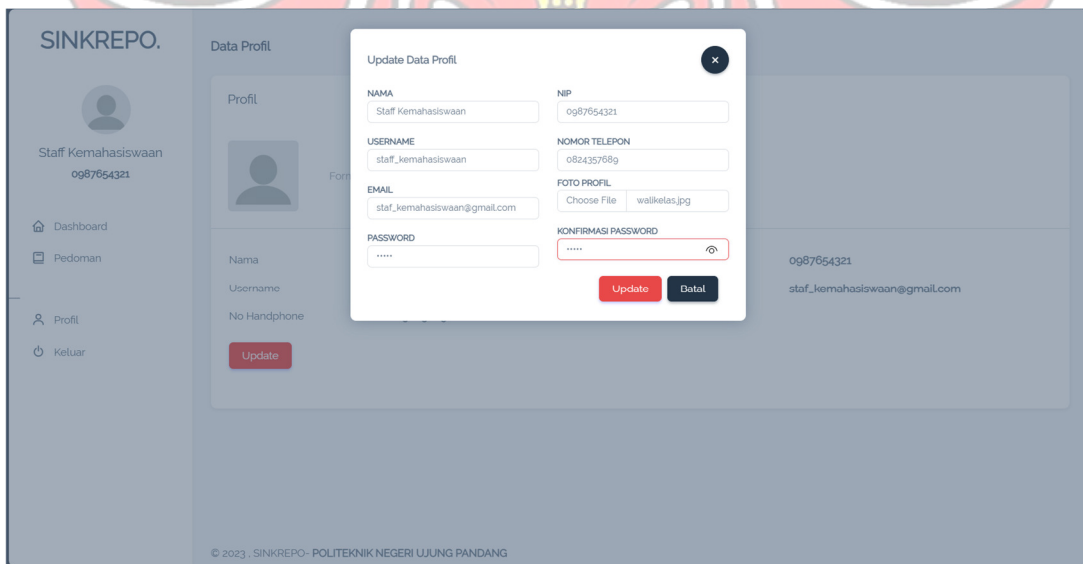 SINKREPO.
Staff Kemahasiswaan
0987654321
Dashboard
Pedoman
Profil
Keluar
Data Profil
Profil
Form
Nama
Username
No Handphone
0987654321
staf_kemahasiswaan@gmail.com
Update
Update Data Profil
×
NAMA
Staff Kemahasiswaan
NIP
0987654321
USERNAME
staff_kemahasiswaan
NOMOR TELEPON
0824357689
EMAIL
staf_kemahasiswaan@gmail.com
FOTO PROFIL
Choose File walikelas.jpg
PASSWORD
•••••
KONFIRMASI PASSWORD
•••••
Update Batal
© 2023 , SINKREPO- POLITEKNIK NEGERI UJUNG PANDANG